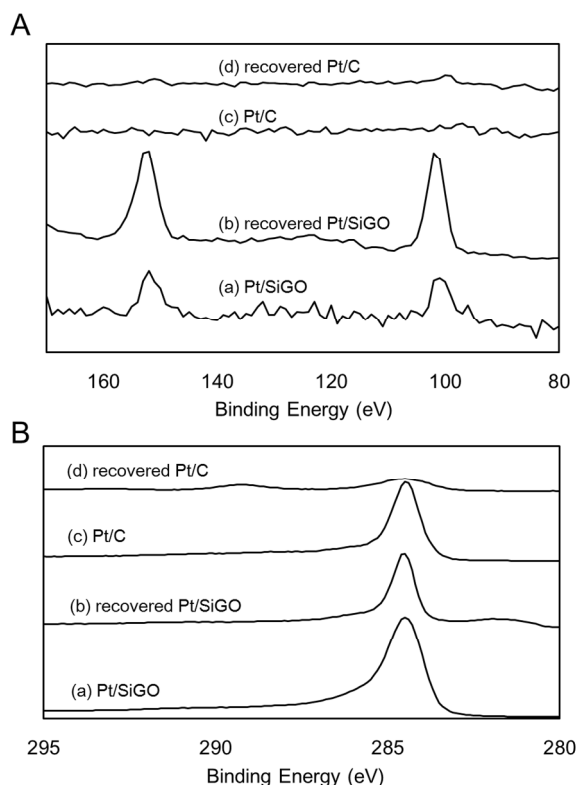 A
(d) recovered Pt/C
(c) Pt/C
(b) recovered Pt/SiGO
(a) Pt/SiGO
160 140 120 100 80
Binding Energy (eV)
B
(d) recovered Pt/C
(c) Pt/C
(b) recovered Pt/SiGO
(a) Pt/SiGO
295 290 285 280
Binding Energy (eV)